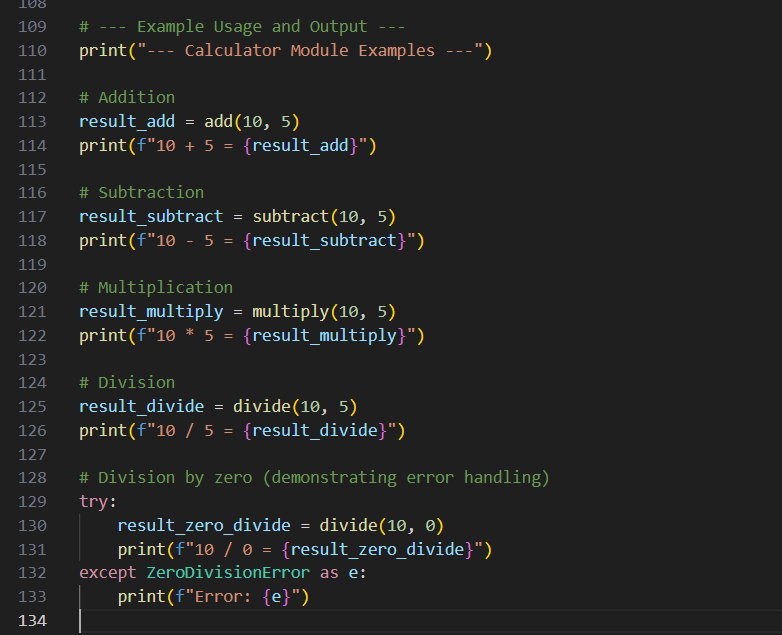 108
109 # --- Example Usage and Output ---
110 print("--- Calculator Module Examples ---")
111
112 # Addition
113 result_add = add(10, 5)
114 print(f"10 + 5 = {result_add}")
115
116 # Subtraction
117 result_subtract = subtract(10, 5)
118 print(f"10 - 5 = {result_subtract}")
119
120 # Multiplication
121 result_multiply = multiply(10, 5)
122 print(f"10 * 5 = {result_multiply}")
123
124 # Division
125 result_divide = divide(10, 5)
126 print(f"10 / 5 = {result_divide}")
127
128 # Division by zero (demonstrating error handling)
129 try:
130     result_zero_divide = divide(10, 0)
131     print(f"10 / 0 = {result_zero_divide}")
132 except ZeroDivisionError as e:
133     print(f"Error: {e}")
134